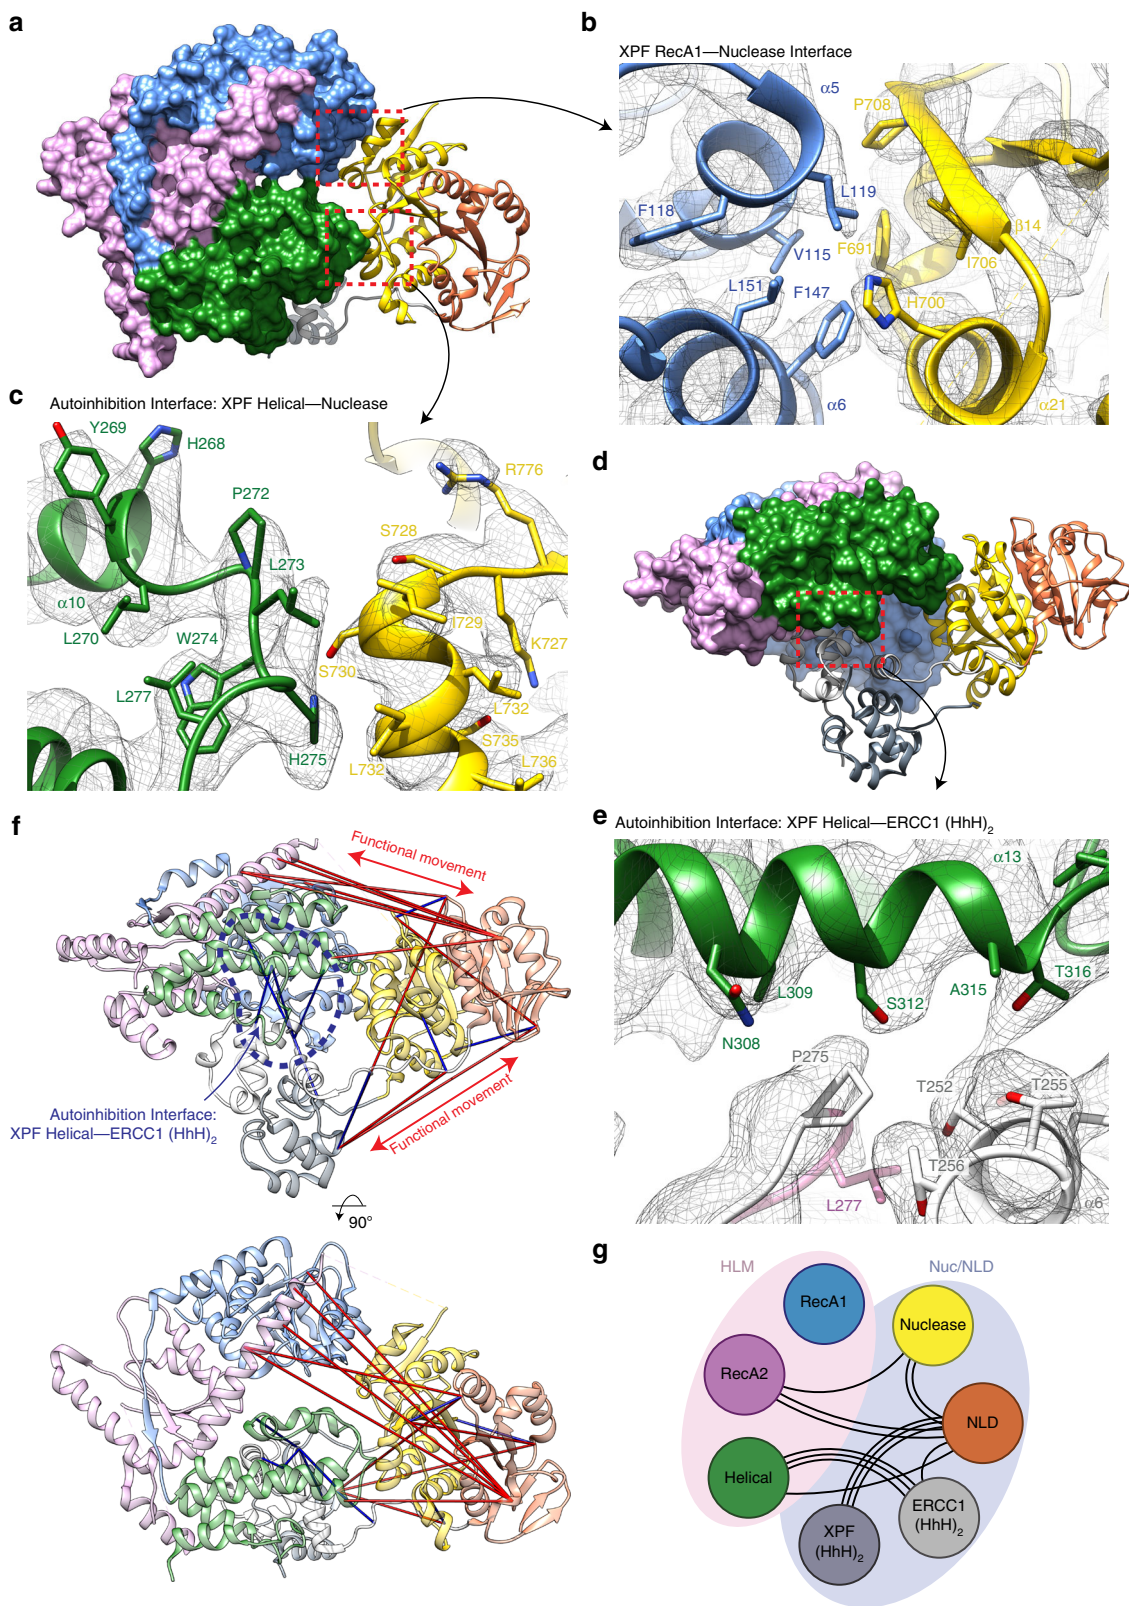 a
b
XPF RecA1—Nuclease Interface
α5
P708
L119
F118
F691
β14
V115
I706
L151
F147
H700
α6
α21
c
Autoinhibition Interface: XPF Helical—Nuclease
Y269
H268
P272
R776
S728
L273
α10
I729
L270
W274
K727
S730
L277
L732
S735
H275
L732
L736
d
e
Autoinhibition Interface: XPF Helical—ERCC1 (HhH)2
α13
T316
L309
A315
S312
N308
P275
T252
T255
T256
L277
α6
f
Functional movement
Autoinhibition Interface:
XPF Helical—ERCC1 (HhH)2
Functional movement
90°
g
HLM
Nuc/NLD
RecA1
Nuclease
RecA2
NLD
Helical
ERCC1
(HhH)2
XPF
(HhH)2